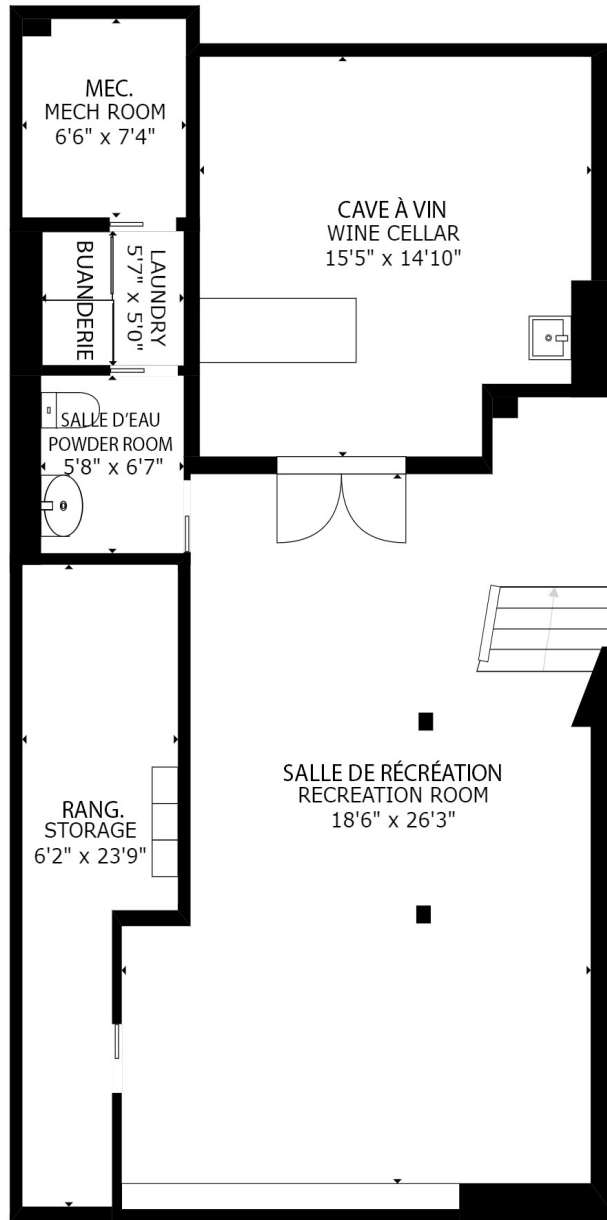 MEC.
MECH ROOM
6'6" x 7'4"
CAVE À VIN
WINE CELLAR
15'5" x 14'10"
BUANDERIE
LAUNDRY
5'7" x 5'0"
SALLE D'EAU
POWDER ROOM
5'8" x 6'7"
SALLE DE RÉCRÉATION
RECREATION ROOM
18'6" x 26'3"
RANG.
STORAGE
6'2" x 23'9"